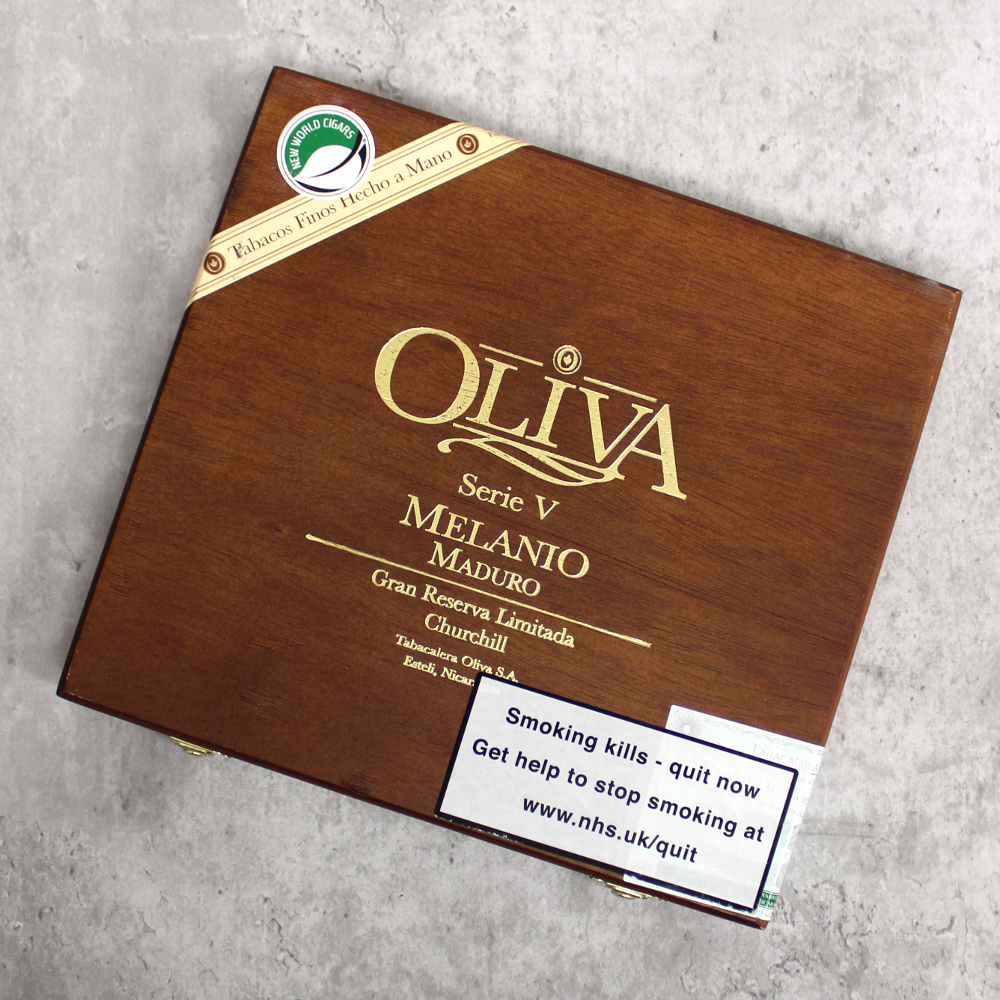 NEW WORLD CIGARS
Tabacos Finos Hecho a Mano
OLIVA
Serie V
MELANIO
MADURO
Gran Reserva Limitada
Churchill
Tabacalera Oliva S.A.
Esteli,
Smoking kills - quit now
Get help to stop smoking at
www.nhs.uk/quit